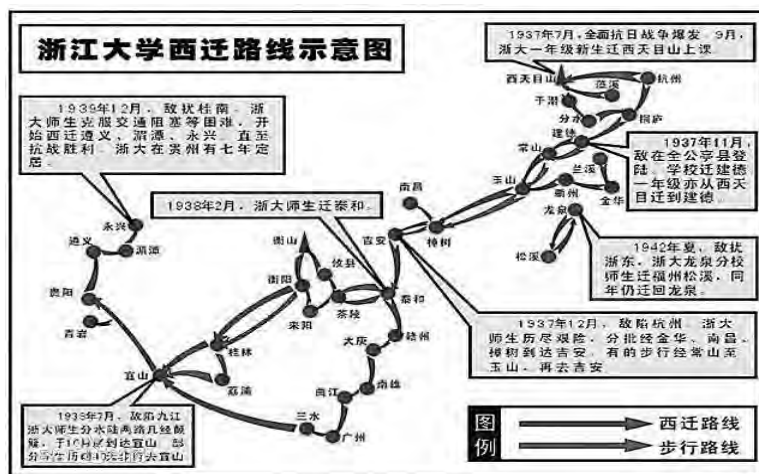 浙江大学西迁路线示意图
1937年7月，全面抗日战争爆发，9月，
浙大一年级新生迁西天目山上课。
西天目山
杭州
于潜
分水
桐庐
建德
常山
兰溪
玉山
衢州
金华
1937年11月，
敌在全公亭县登
陆，学校迁建德
一年级亦从西天
目迁到建德。
1939年12月，敌扰桂南，浙
大师生克服交通阻塞等困难，开
始西迁遵义、湄潭、永兴，直至
抗战胜利，浙大在贵州有七年定
居。
南昌
樟树
1938年2月，浙大师生迁泰和。
吉安
龙泉
松溪
1942年夏，敌扰
浙东，浙大龙泉分校
师生迁福州松溪，同
年仍迁回龙泉。
永兴
遵义
湄潭
贵阳
青岩
衡山
攸县
衡阳
耒阳
茶陵
泰和
赣州
大庾
南雄
曲江
桂林
荔浦
宜山
三水
广州
1937年12月，敌陷杭州，浙大
师生历尽艰险，分批经金华、南昌、
樟树到达吉安，有的步行经常山至
玉山，再去吉安
1938年7月，敌陷九江
浙大师生分水陆两路几经
到达宜山
步行去宜山
图例
西迁路线
步行路线